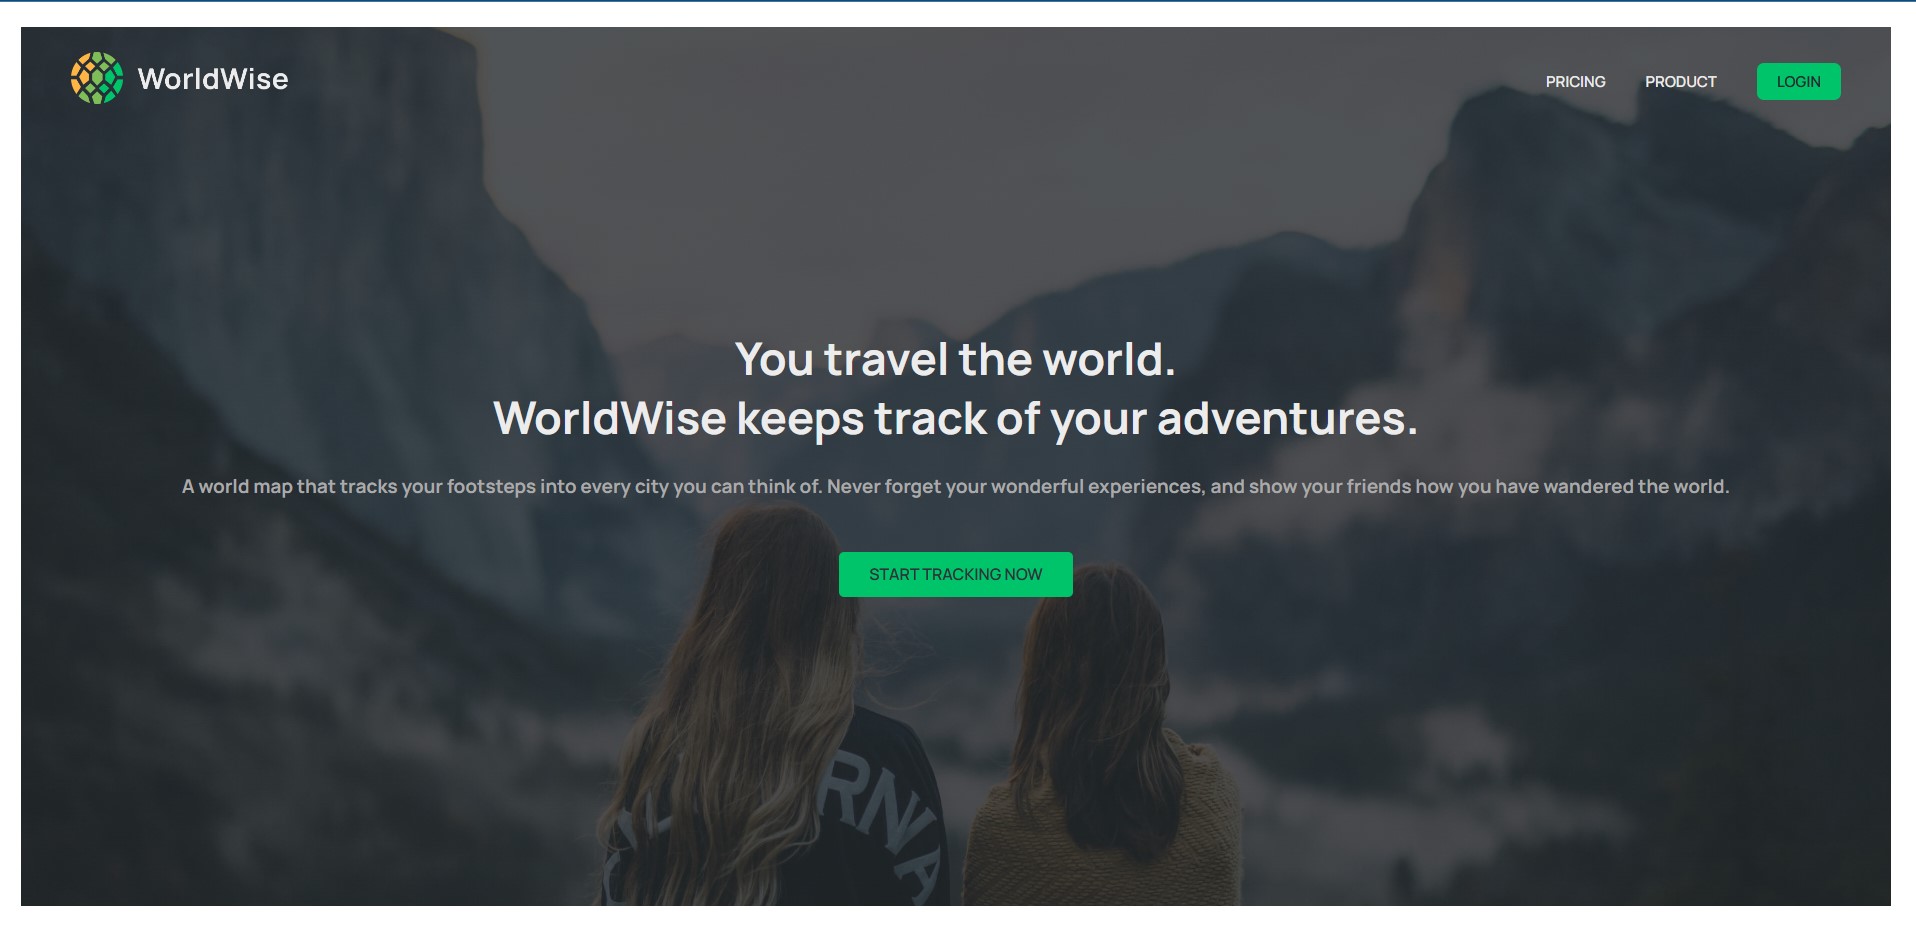 WorldWise
PRICING PRODUCT LOGIN
You travel the world.
WorldWise keeps track of your adventures.
A world map that tracks your footsteps into every city you can think of. Never forget your wonderful experiences, and show your friends how you have wandered the world.
START TRACKING NOW
RNA